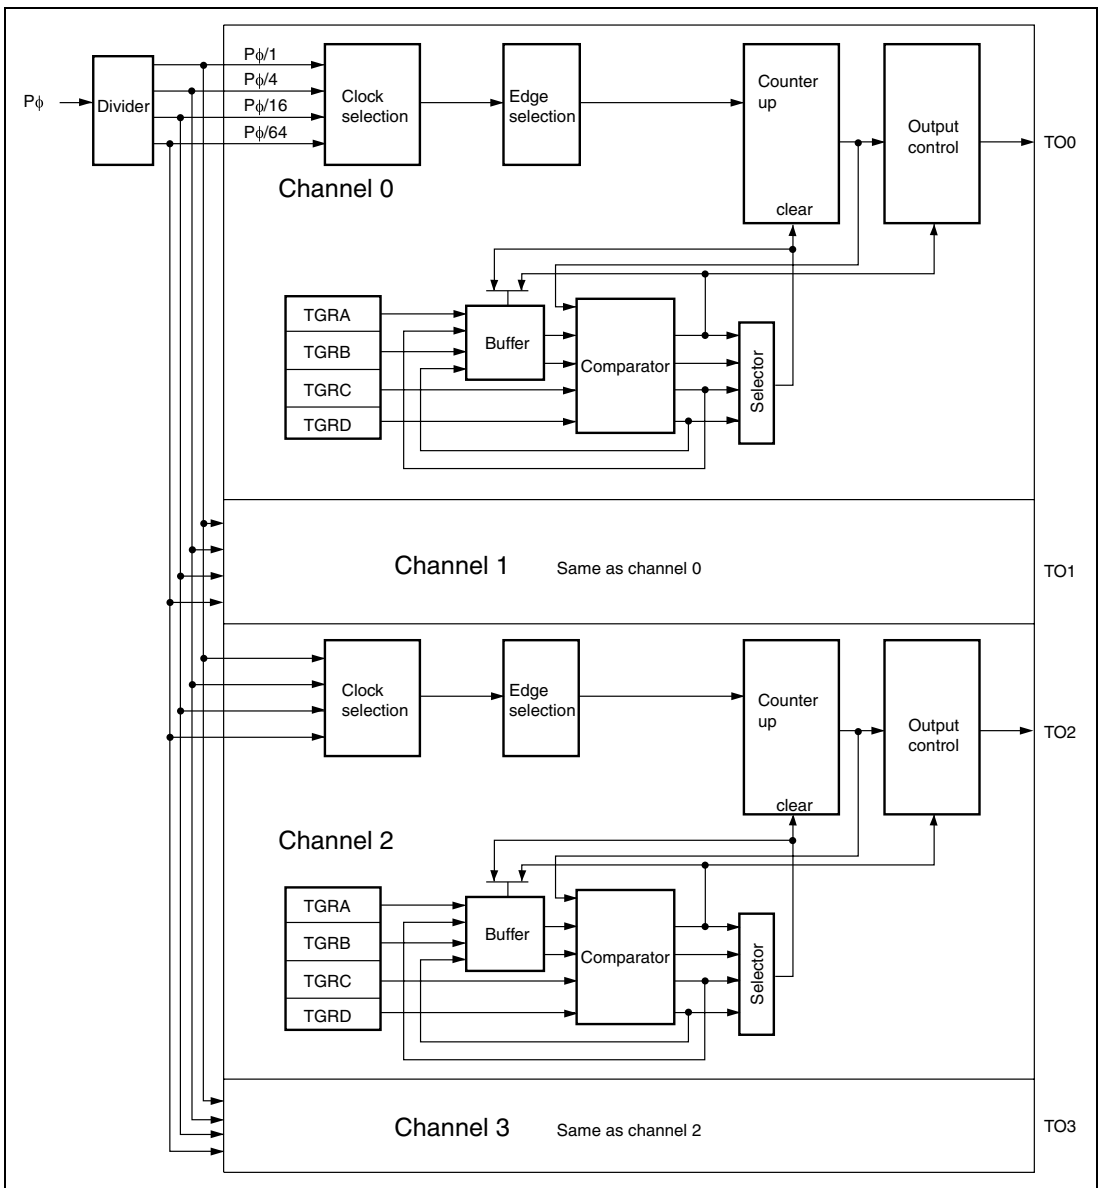 Pϕ
Divider
Pϕ/1
Pϕ/4
Pϕ/16
Pϕ/64
Clock
selection
Edge
selection
Counter
up
clear
Output
control
TO0
Channel 0
TGRA
TGRB
TGRC
TGRD
Buffer
Comparator
Selector
Channel 1
Same as channel 0
TO1
Clock
selection
Edge
selection
Counter
up
clear
Output
control
TO2
Channel 2
TGRA
TGRB
TGRC
TGRD
Buffer
Comparator
Selector
Channel 3
Same as channel 2
TO3